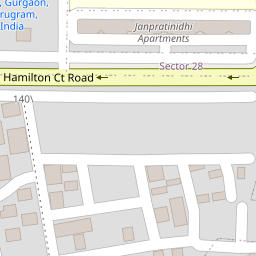 , Gurgaon,
rugram,
India
Janpratinidhi
Apartments
Sector 28
Hamilton Ct Road
140